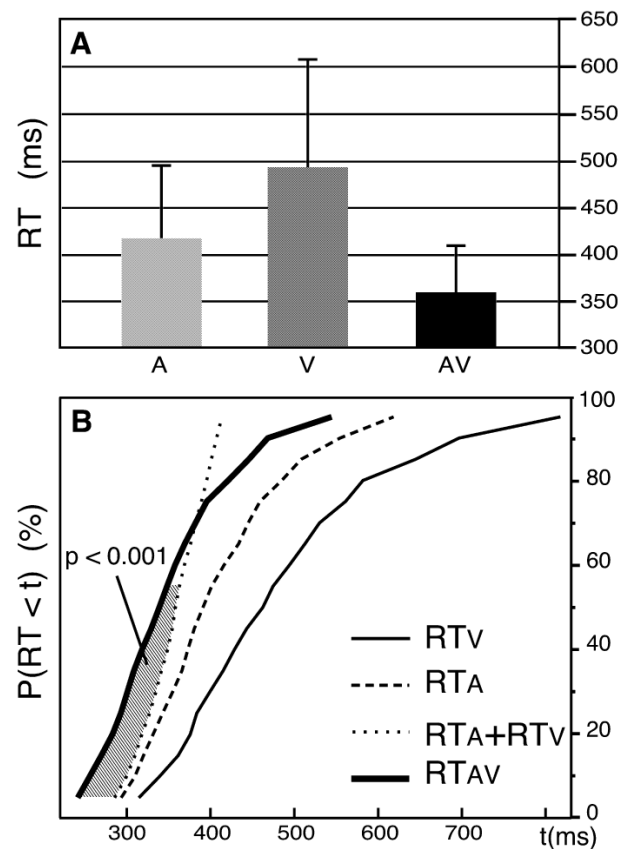 A
RT (ms)
650
600
550
500
450
400
350
300
A V AV
B
P(RT < t) (%)
p < 0.001
100
80
60
40
20
0
RTV
RTA
RTA+RTV
RTAV
300 400 500 600 700 t(ms)